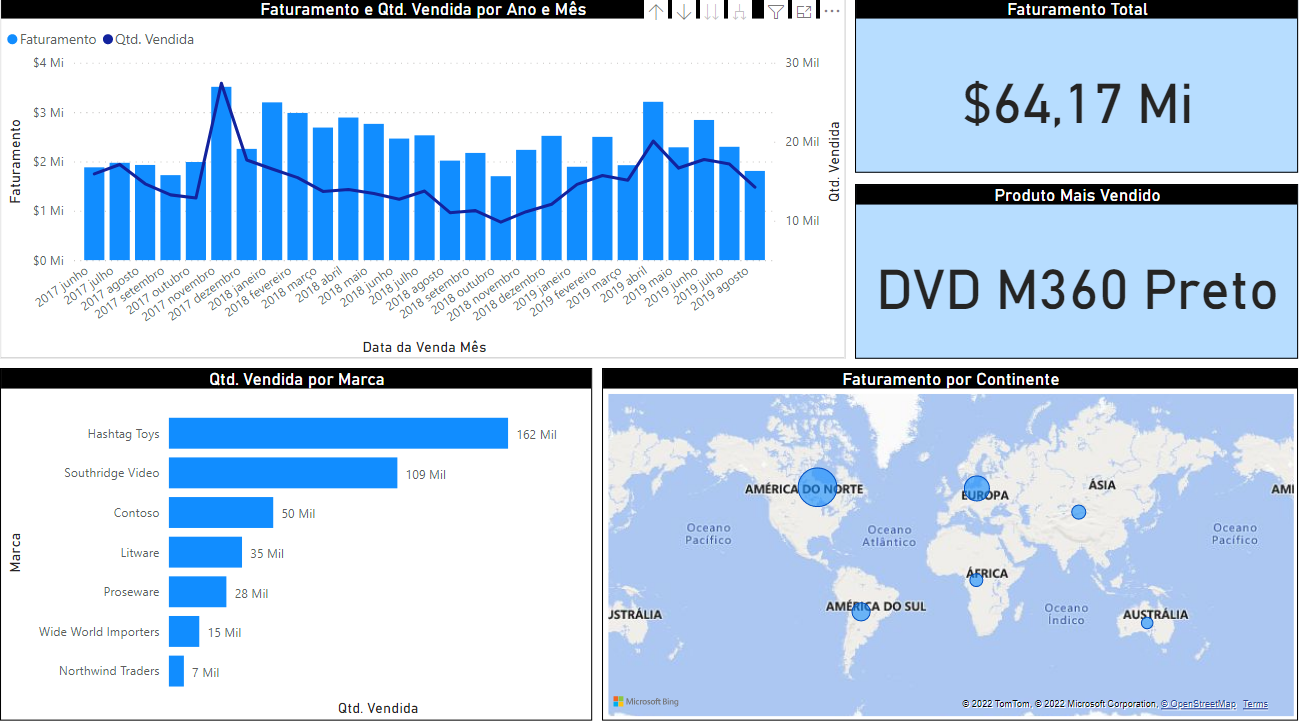 Faturamento e Qtd. Vendida por Ano e Mês
Faturamento Qtd. Vendida
$4 Mi
$3 Mi
$2 Mi
$1 Mi
$0 Mi
Faturamento
30 Mil
20 Mil
10 Mil
Qtd. Vendida
2017 junho
2017 julho
2017 agosto
2017 setembro
2017 outubro
2017 novembro
2017 dezembro
2018 janeiro
2018 fevereiro
2018 março
2018 abril
2018 maio
2018 junho
2018 julho
2018 agosto
2018 setembro
2018 outubro
2018 novembro
2018 dezembro
2019 janeiro
2019 fevereiro
2019 março
2019 abril
2019 maio
2019 junho
2019 julho
2019 agosto
Data da Venda Mês
Faturamento Total
$64,17 Mi
Produto Mais Vendido
DVD M360 Preto
Qtd. Vendida por Marca
Marca
Hashtag Toys 162 Mil
Southridge Video 109 Mil
Contoso 50 Mil
Litware 35 Mil
Proseware 28 Mil
Wide World Importers 15 Mil
Northwind Traders 7 Mil
Qtd. Vendida
Faturamento por Continente
AMÉRICA DO NORTE
EUROPA
ÁSIA
AMÉ
Oceano
Pacífico
Oceano
Atlântico
Oceano
Pacífico
ÁFRICA
AMÉRICA DO SUL
Oceano
Índico
USTRÁLIA
AUSTRÁLIA
Microsoft Bing
© 2022 TomTom, © 2022 Microsoft Corporation, © OpenStreetMap Terms